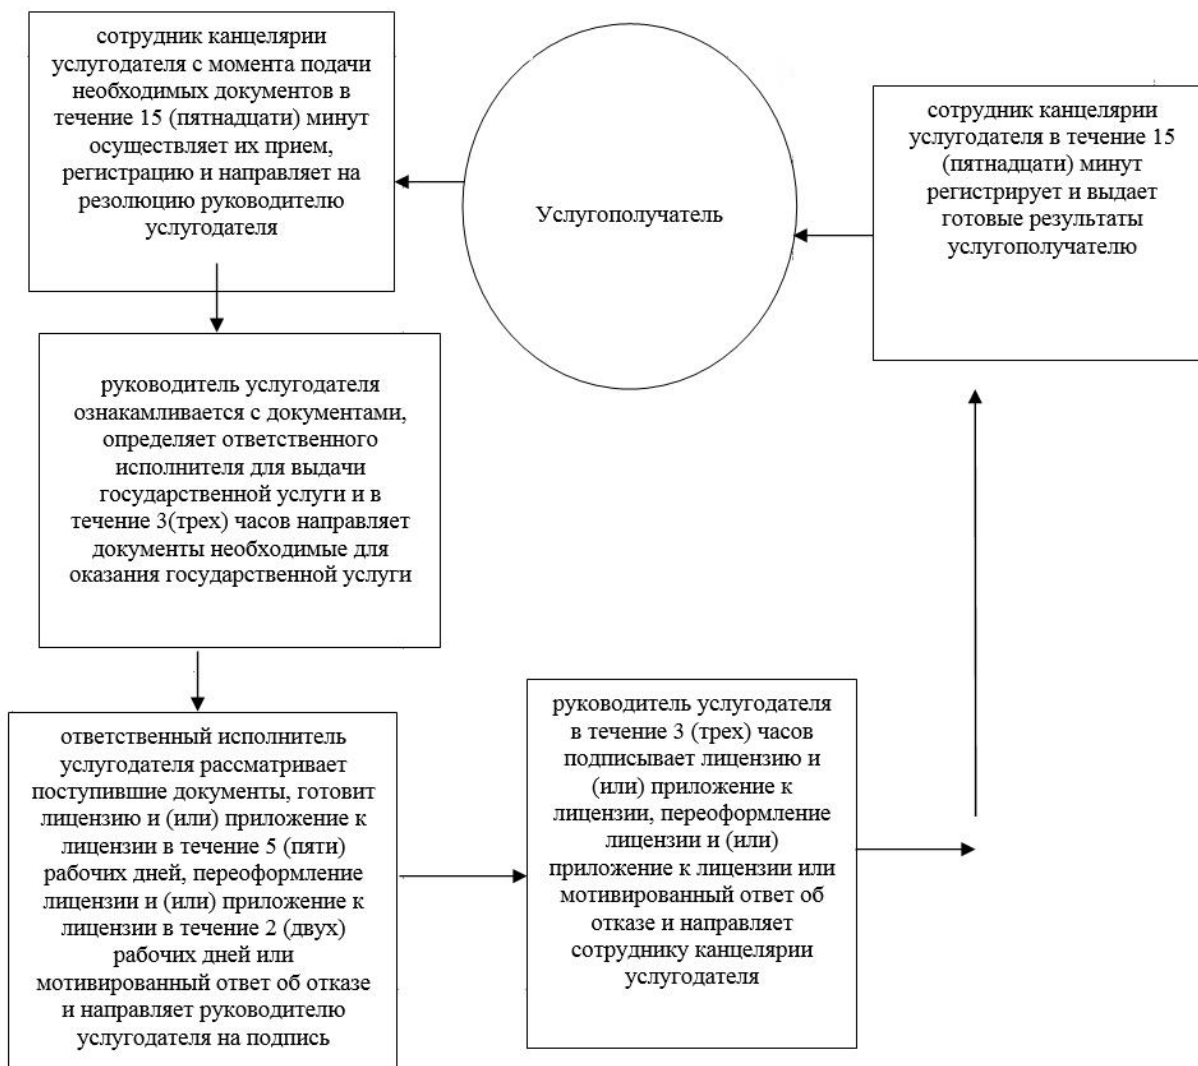 сотрудник канцелярии
услугодателя с момента подачи
необходимых документов в
течение 15 (пятнадцати) минут
осуществляет их прием,
регистрацию и направляет на
резолюцию руководителю
услугодателя
Услугополучатель
сотрудник канцелярии
услугодателя в течение 15
(пятнадцати) минут
регистрирует и выдает
готовые результаты
услугополучателю
руководитель услугодателя
ознакамливается с документами,
определяет ответственного
исполнителя для выдачи
государственной услуги и в
течение 3(трех) часов направляет
документы необходимые для
оказания государственной услуги
ответственный исполнитель
услугодателя рассматривает
поступившие документы, готовит
лицензию и (или) приложение к
лицензии в течение 5 (пяти)
рабочих дней, переоформление
лицензии и (или) приложение к
лицензии в течение 2 (двух)
рабочих дней или
мотивированный ответ об отказе
и направляет руководителю
услугодателя на подпись
руководитель услугодателя
в течение 3 (трех) часов
подписывает лицензию и
(или) приложение к
лицензии, переоформление
лицензии и (или)
приложение к лицензии или
мотивированный ответ об
отказе и направляет
сотруднику канцелярии
услугодателя